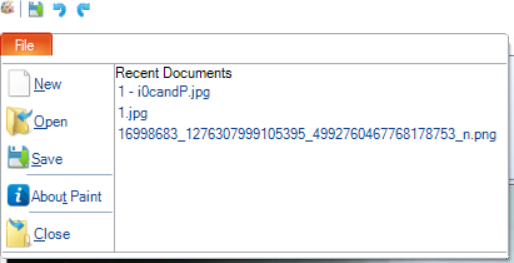 File
New
Open
Save
About Paint
Close
Recent Documents
1 - i0candP.jpg
1.jpg
16998683_1276307999105395_4992760467768178753_n.png